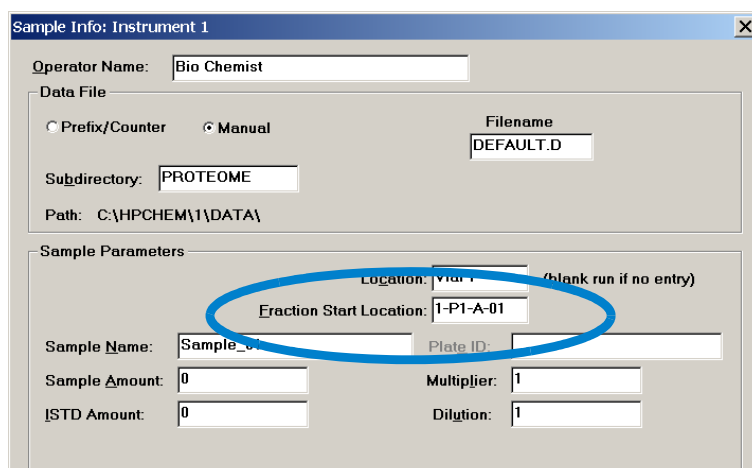 Sample Info: Instrument 1
Operator Name: Bio Chemist
Data File
Prefix/Counter Manual Filename
DEFAULT.D
Subdirectory: PROTEOME
Path: C:\HPCHEM\1\DATA\
Sample Parameters
Location: (blank run if no entry)
Fraction Start Location: 1-P1-A-01
Sample Name: Plate ID:
Sample Amount: 0 Multiplier: 1
ISTD Amount: 0 Dilution: 1